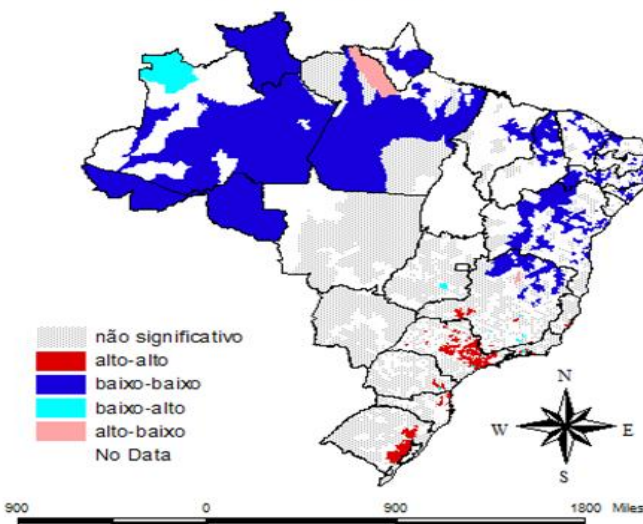 não significativo
alto-alto
baixo-baixo
baixo-alto
alto-baixo
No Data
N
W E
S
900 0 900 1800 Miles